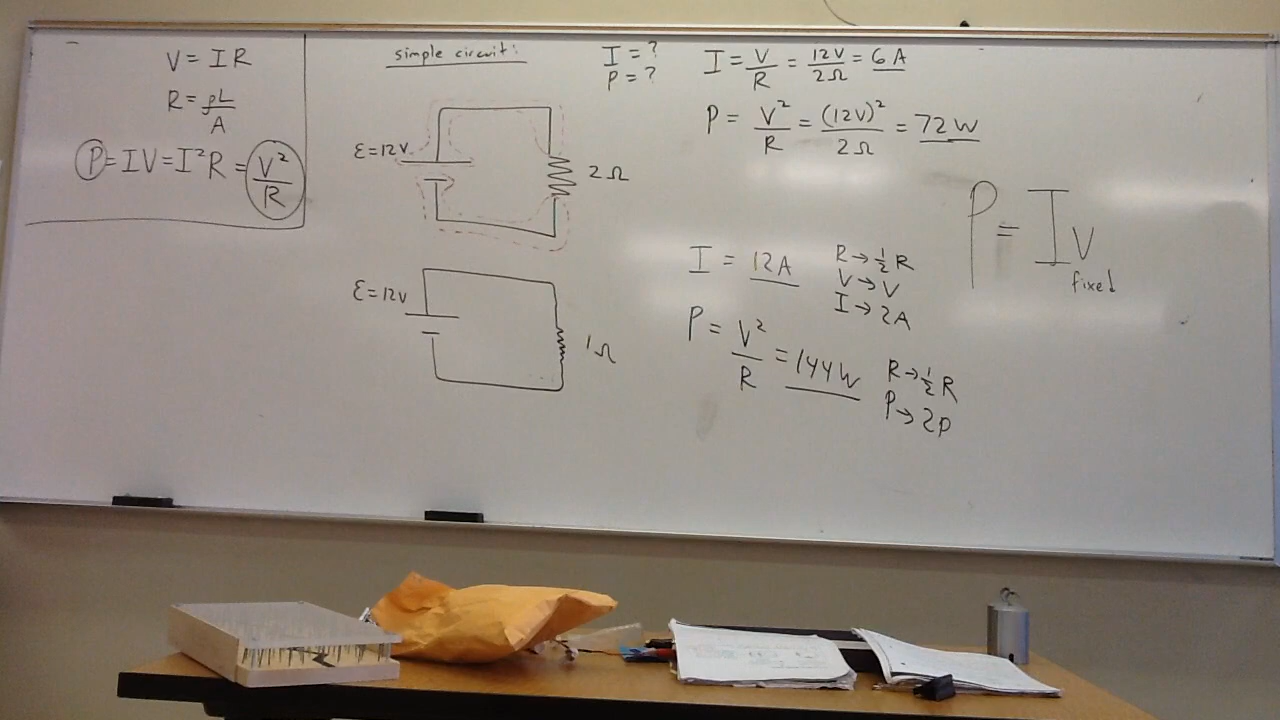 V = IR
R = ρL/A
P = IV = I²R = V²/R
simple circuit:
ε = 12V
2Ω
I = ?
P = ?
I = V/R = 12V/2Ω = 6A
P = V²/R = (12V)²/2Ω = 72W
P = IV
fixed
ε = 12V
1Ω
I = 12A
R → ½R
V → V
I → 2A
P = V²/R = 144W
R → ½R
P → 2P